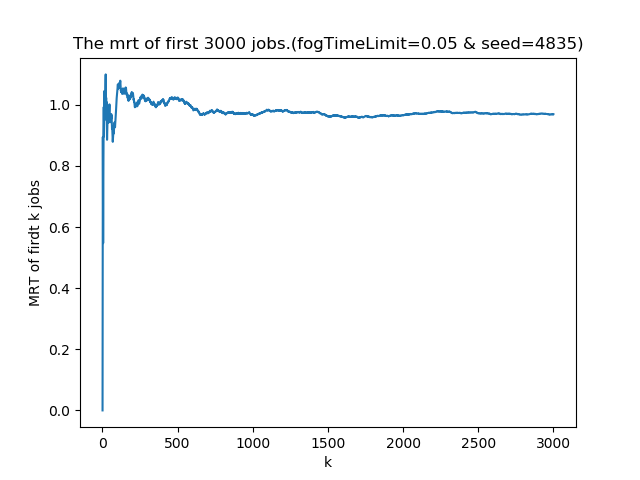 The mrt of first 3000 jobs.(fogTimeLimit=0.05 & seed=4835)
MRT of firdt k jobs
1.0
0.8
0.6
0.4
0.2
0.0
0 500 1000 1500 2000 2500 3000
k